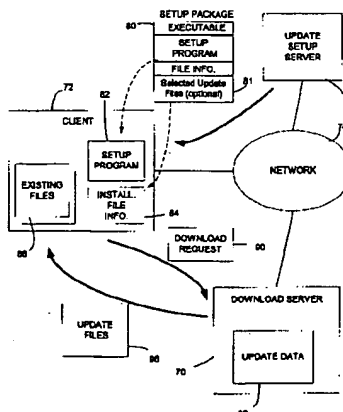 SETUP PACKAGE
80
EXECUTABLE
SETUP
PROGRAM
FILE INFO.
Selected Update
Files (optional)
81
UPDATE
SETUP
SERVER
72
82
CLIENT
SETUP
PROGRAM
EXISTING
FILES
INSTALL.
FILE
INFO.
84
88
NETWORK
DOWNLOAD
REQUEST
90
DOWNLOAD SERVER
UPDATE
FILES
96
70
UPDATE DATA